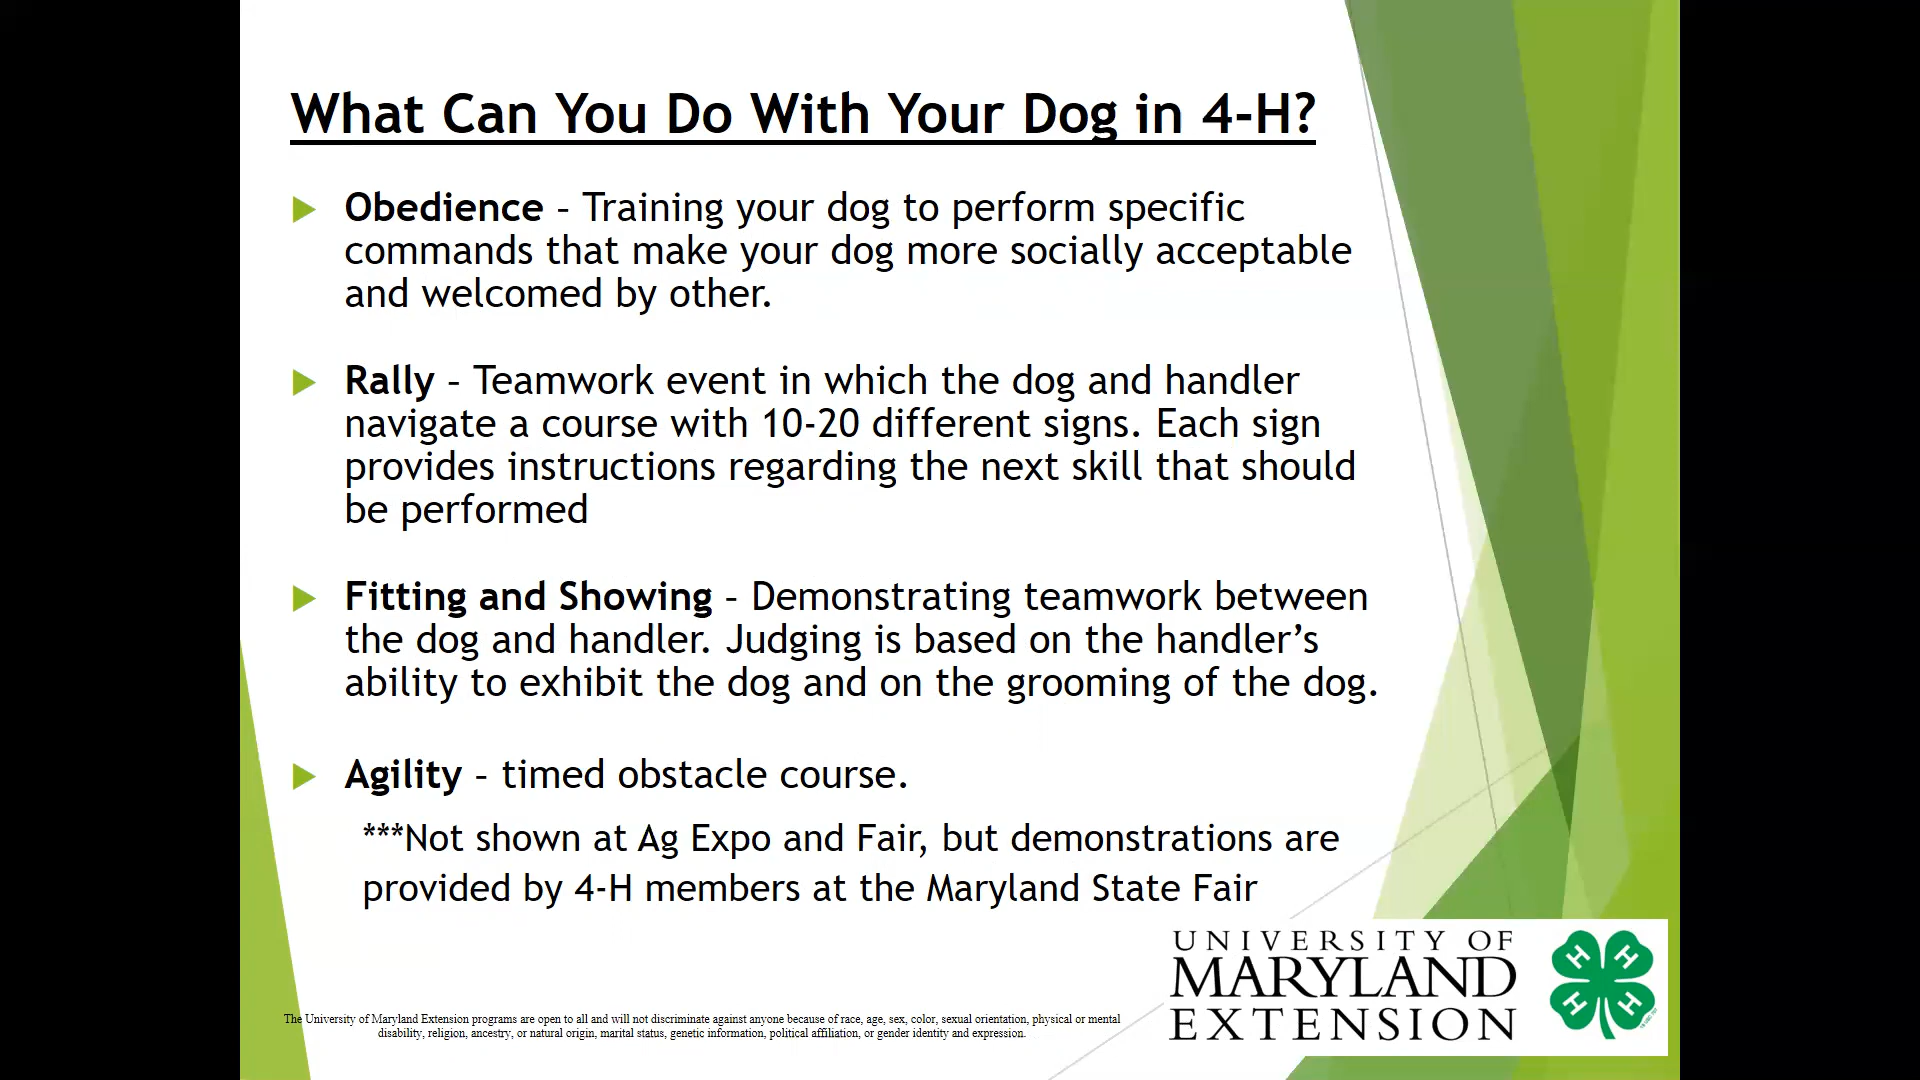 What Can You Do With Your Dog in 4-H?
Obedience – Training your dog to perform specific
commands that make your dog more socially acceptable
and welcomed by other.
Rally – Teamwork event in which the dog and handler
navigate a course with 10-20 different signs. Each sign
provides instructions regarding the next skill that should
be performed
Fitting and Showing – Demonstrating teamwork between
the dog and handler. Judging is based on the handler’s
ability to exhibit the dog and on the grooming of the dog.
Agility – timed obstacle course.
***Not shown at Ag Expo and Fair, but demonstrations are
provided by 4-H members at the Maryland State Fair
UNIVERSITY OF
MARYLAND
EXTENSION
H H
H H
The University of Maryland Extension programs are open to all and will not discriminate against anyone because of race, age, sex, color, sexual orientation, physical or mental
disability, religion, ancestry, or natural origin, marital status, genetic information, political affiliation, or gender identity and expression.